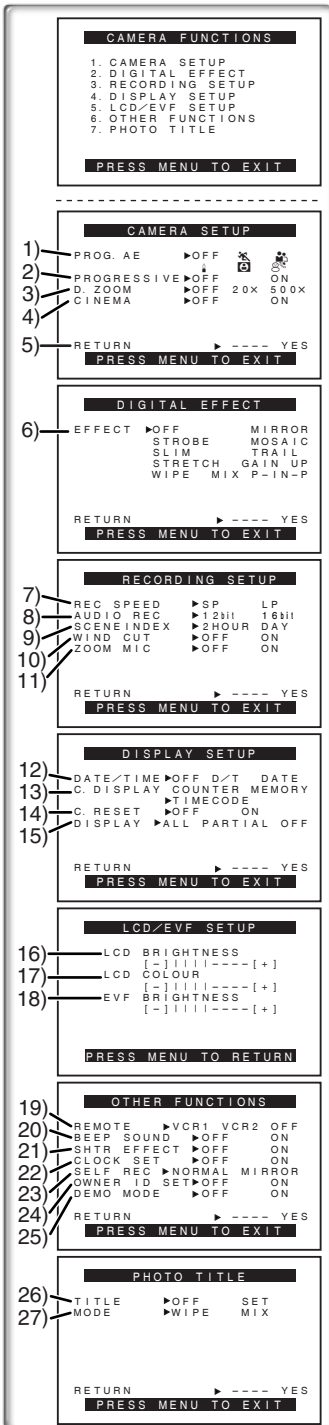 CAMERA FUNCTIONS
1. CAMERA SETUP
2. DIGITAL EFFECT
3. RECORDING SETUP
4. DISPLAY SETUP
5. LCD/EVF SETUP
6. OTHER FUNCTIONS
7. PHOTO TITLE
PRESS MENU TO EXIT
CAMERA SETUP
1) PROG. AE ▶OFF
2) PROGRESSIVE ▶OFF ON
3) D. ZOOM ▶OFF 20× 500×
4) CINEMA ▶OFF ON
5) RETURN ▶ ---- YES
PRESS MENU TO EXIT
DIGITAL EFFECT
6) EFFECT ▶OFF MIRROR
STROBE MOSAIC
SLIM TRAIL
STRETCH GAIN UP
WIPE MIX P-IN-P
RETURN ▶ ---- YES
PRESS MENU TO EXIT
RECORDING SETUP
7) REC SPEED ▶SP LP
8) AUDIO REC ▶12bit 16bit
9) SCENEINDEX ▶2HOUR DAY
10) WIND CUT ▶OFF ON
11) ZOOM MIC ▶OFF ON
RETURN ▶ ---- YES
PRESS MENU TO EXIT
DISPLAY SETUP
12) DATE/TIME ▶OFF D/T DATE
13) C. DISPLAY COUNTER MEMORY
▶TIMECODE
14) C. RESET ▶OFF ON
15) DISPLAY ▶ALL PARTIAL OFF
RETURN ▶ ---- YES
PRESS MENU TO EXIT
LCD/EVF SETUP
16) LCD BRIGHTNESS
[-]||||----[+]
17) LCD COLOUR
[-]||||----[+]
18) EVF BRIGHTNESS
[-]||||----[+]
PRESS MENU TO RETURN
OTHER FUNCTIONS
19) REMOTE ▶VCR1 VCR2 OFF
20) BEEP SOUND ▶OFF ON
21) SHTR EFFECT ▶OFF ON
22) CLOCK SET ▶OFF ON
23) SELF REC ▶NORMAL MIRROR
24) OWNER ID SET ▶OFF ON
25) DEMO MODE ▶OFF ON
RETURN ▶ ---- YES
PRESS MENU TO EXIT
PHOTO TITLE
26) TITLE ▶OFF SET
27) MODE ▶WIPE MIX
RETURN ▶ ---- YES
PRESS MENU TO EXIT